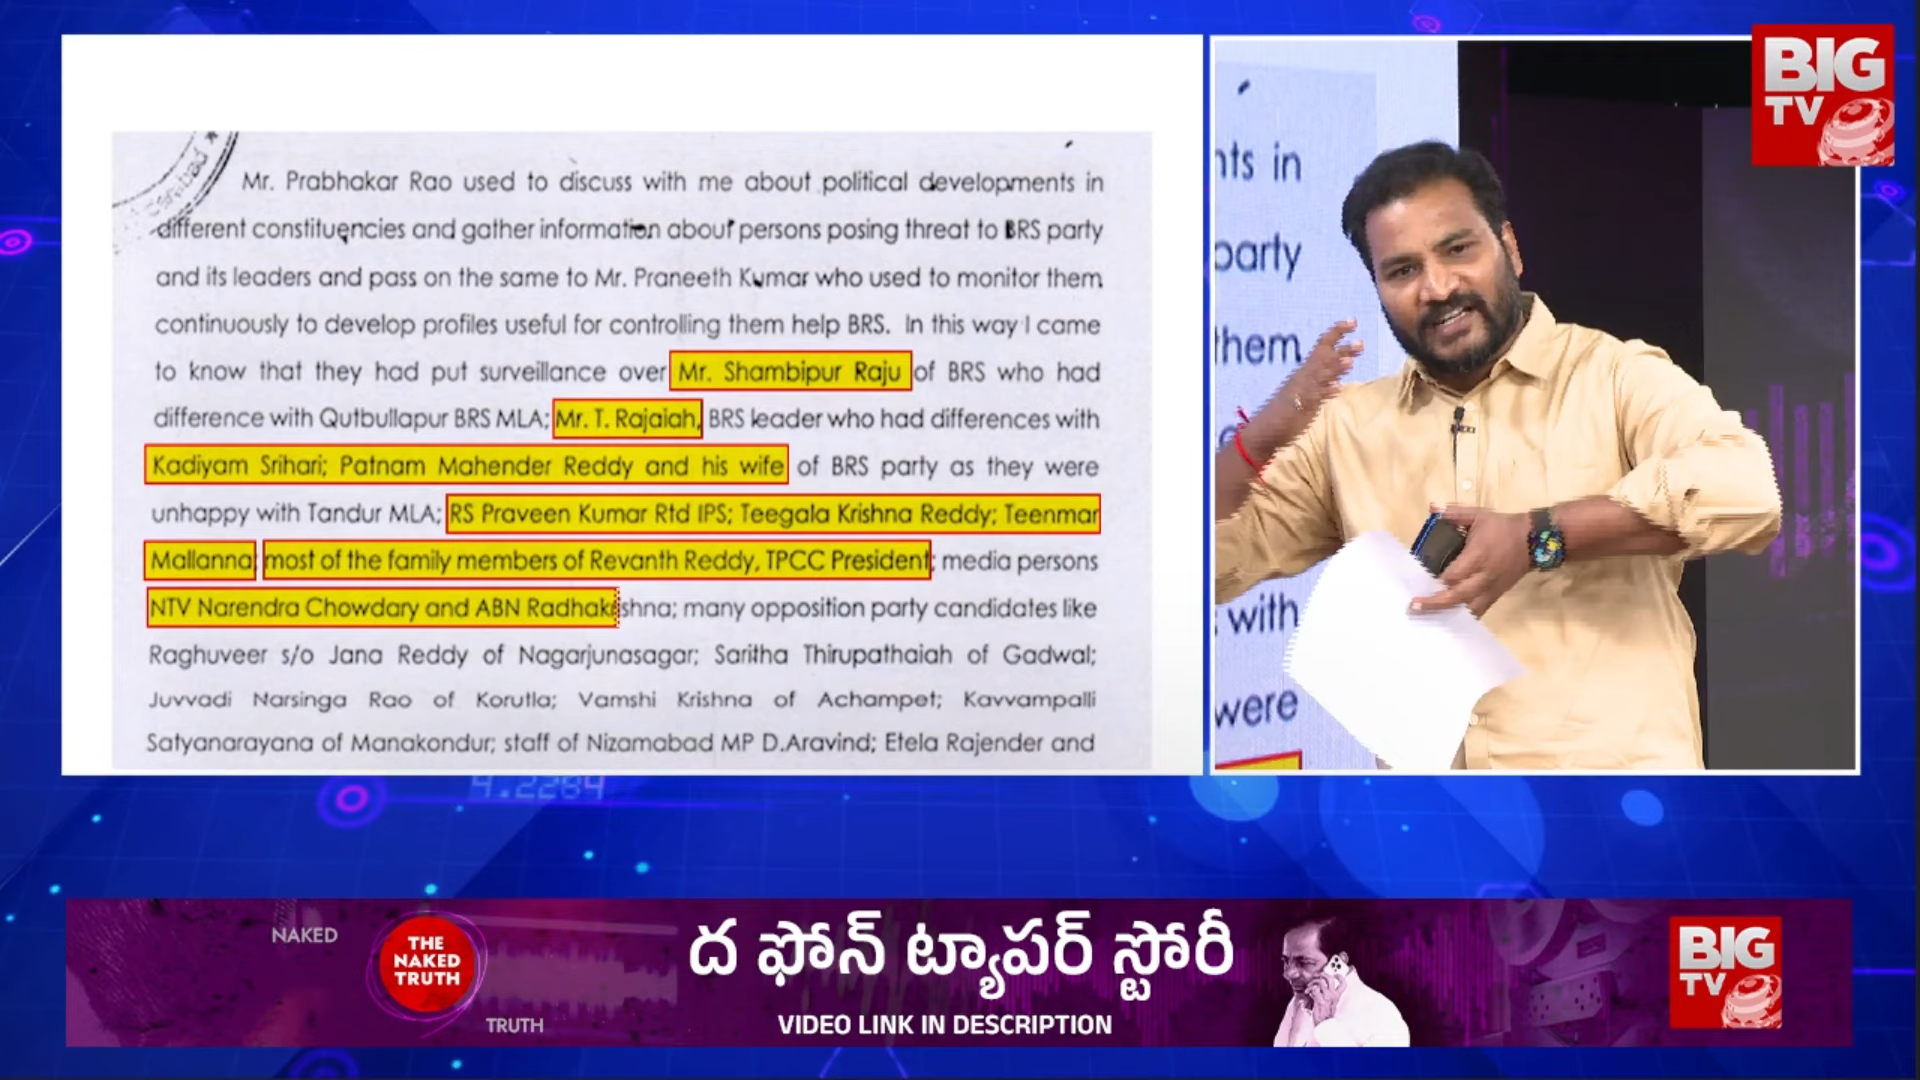 BIG
TV
Mr. Prabhakar Rao used to discuss with me about political developments in
different constituencies and gather information about persons posing threat to BRS party
and its leaders and pass on the same to Mr. Praneeth Kumar who used to monitor them
continuously to develop profiles useful for controlling them help BRS. In this way I came
to know that they had put surveillance over Mr. Shambipur Raju of BRS who had
difference with Qutbullapur BRS MLA; Mr. T. Rajaiah, BRS leader who had differences with
Kadiyam Srihari; Patnam Mahender Reddy and his wife of BRS party as they were
unhappy with Tandur MLA; RS Praveen Kumar Rtd IPS; Teegala Krishna Reddy; Teenmar
Mallanna; most of the family members of Revanth Reddy, TPCC President; media persons
NTV Narendra Chowdary and ABN Radhakrishna; many opposition party candidates like
Raghuveer s/o Jana Reddy of Nagarjunasagar; Saritha Thirupathaiah of Gadwal;
Juvvadi Narsinga Rao of Korutla; Vamshi Krishna of Achampet; Kavvampalli
Satyanarayana of Manakondur; staff of Nizamabad MP D.Aravind; Etela Rajender and
nts in
party
them
with
were
4.2284
NAKED
THE
NAKED
TRUTH
TRUTH
ద ఫోన్ ట్యాపర్ స్టోరీ
VIDEO LINK IN DESCRIPTION
BIG
TV